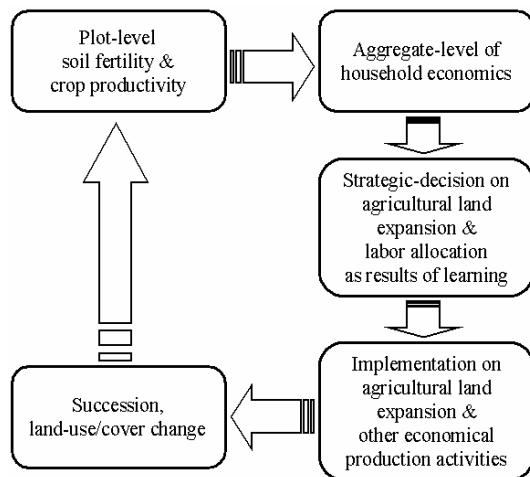 Plot-level
soil fertility &
crop productivity
Aggregate-level of
household economics
Strategic-decision on
agricultural land
expansion &
labor allocation
as results of learning
Implementation on
agricultural land
expansion &
other economical
production activities
Succession,
land-use/cover change